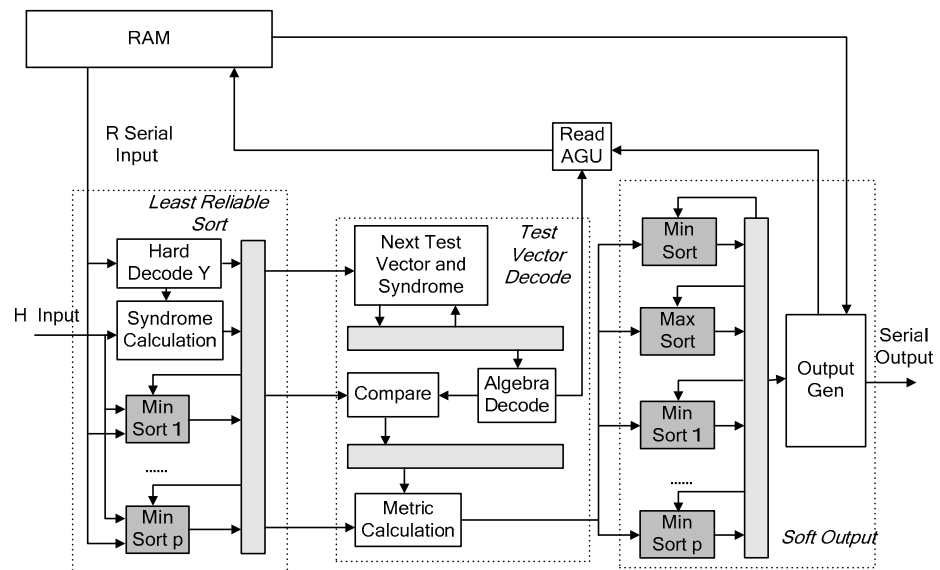 RAM
R Serial
Input
Read
AGU
Least Reliable
Sort
Hard
Decode Y
H Input
Syndrome
Calculation
Min
Sort 1
......
Min
Sort p
Next Test
Vector and
Syndrome
Test
Vector
Decode
Compare
Algebra
Decode
Metric
Calculation
Min
Sort
Max
Sort
Min
Sort 1
......
Min
Sort p
Output
Gen
Serial
Output
Soft Output